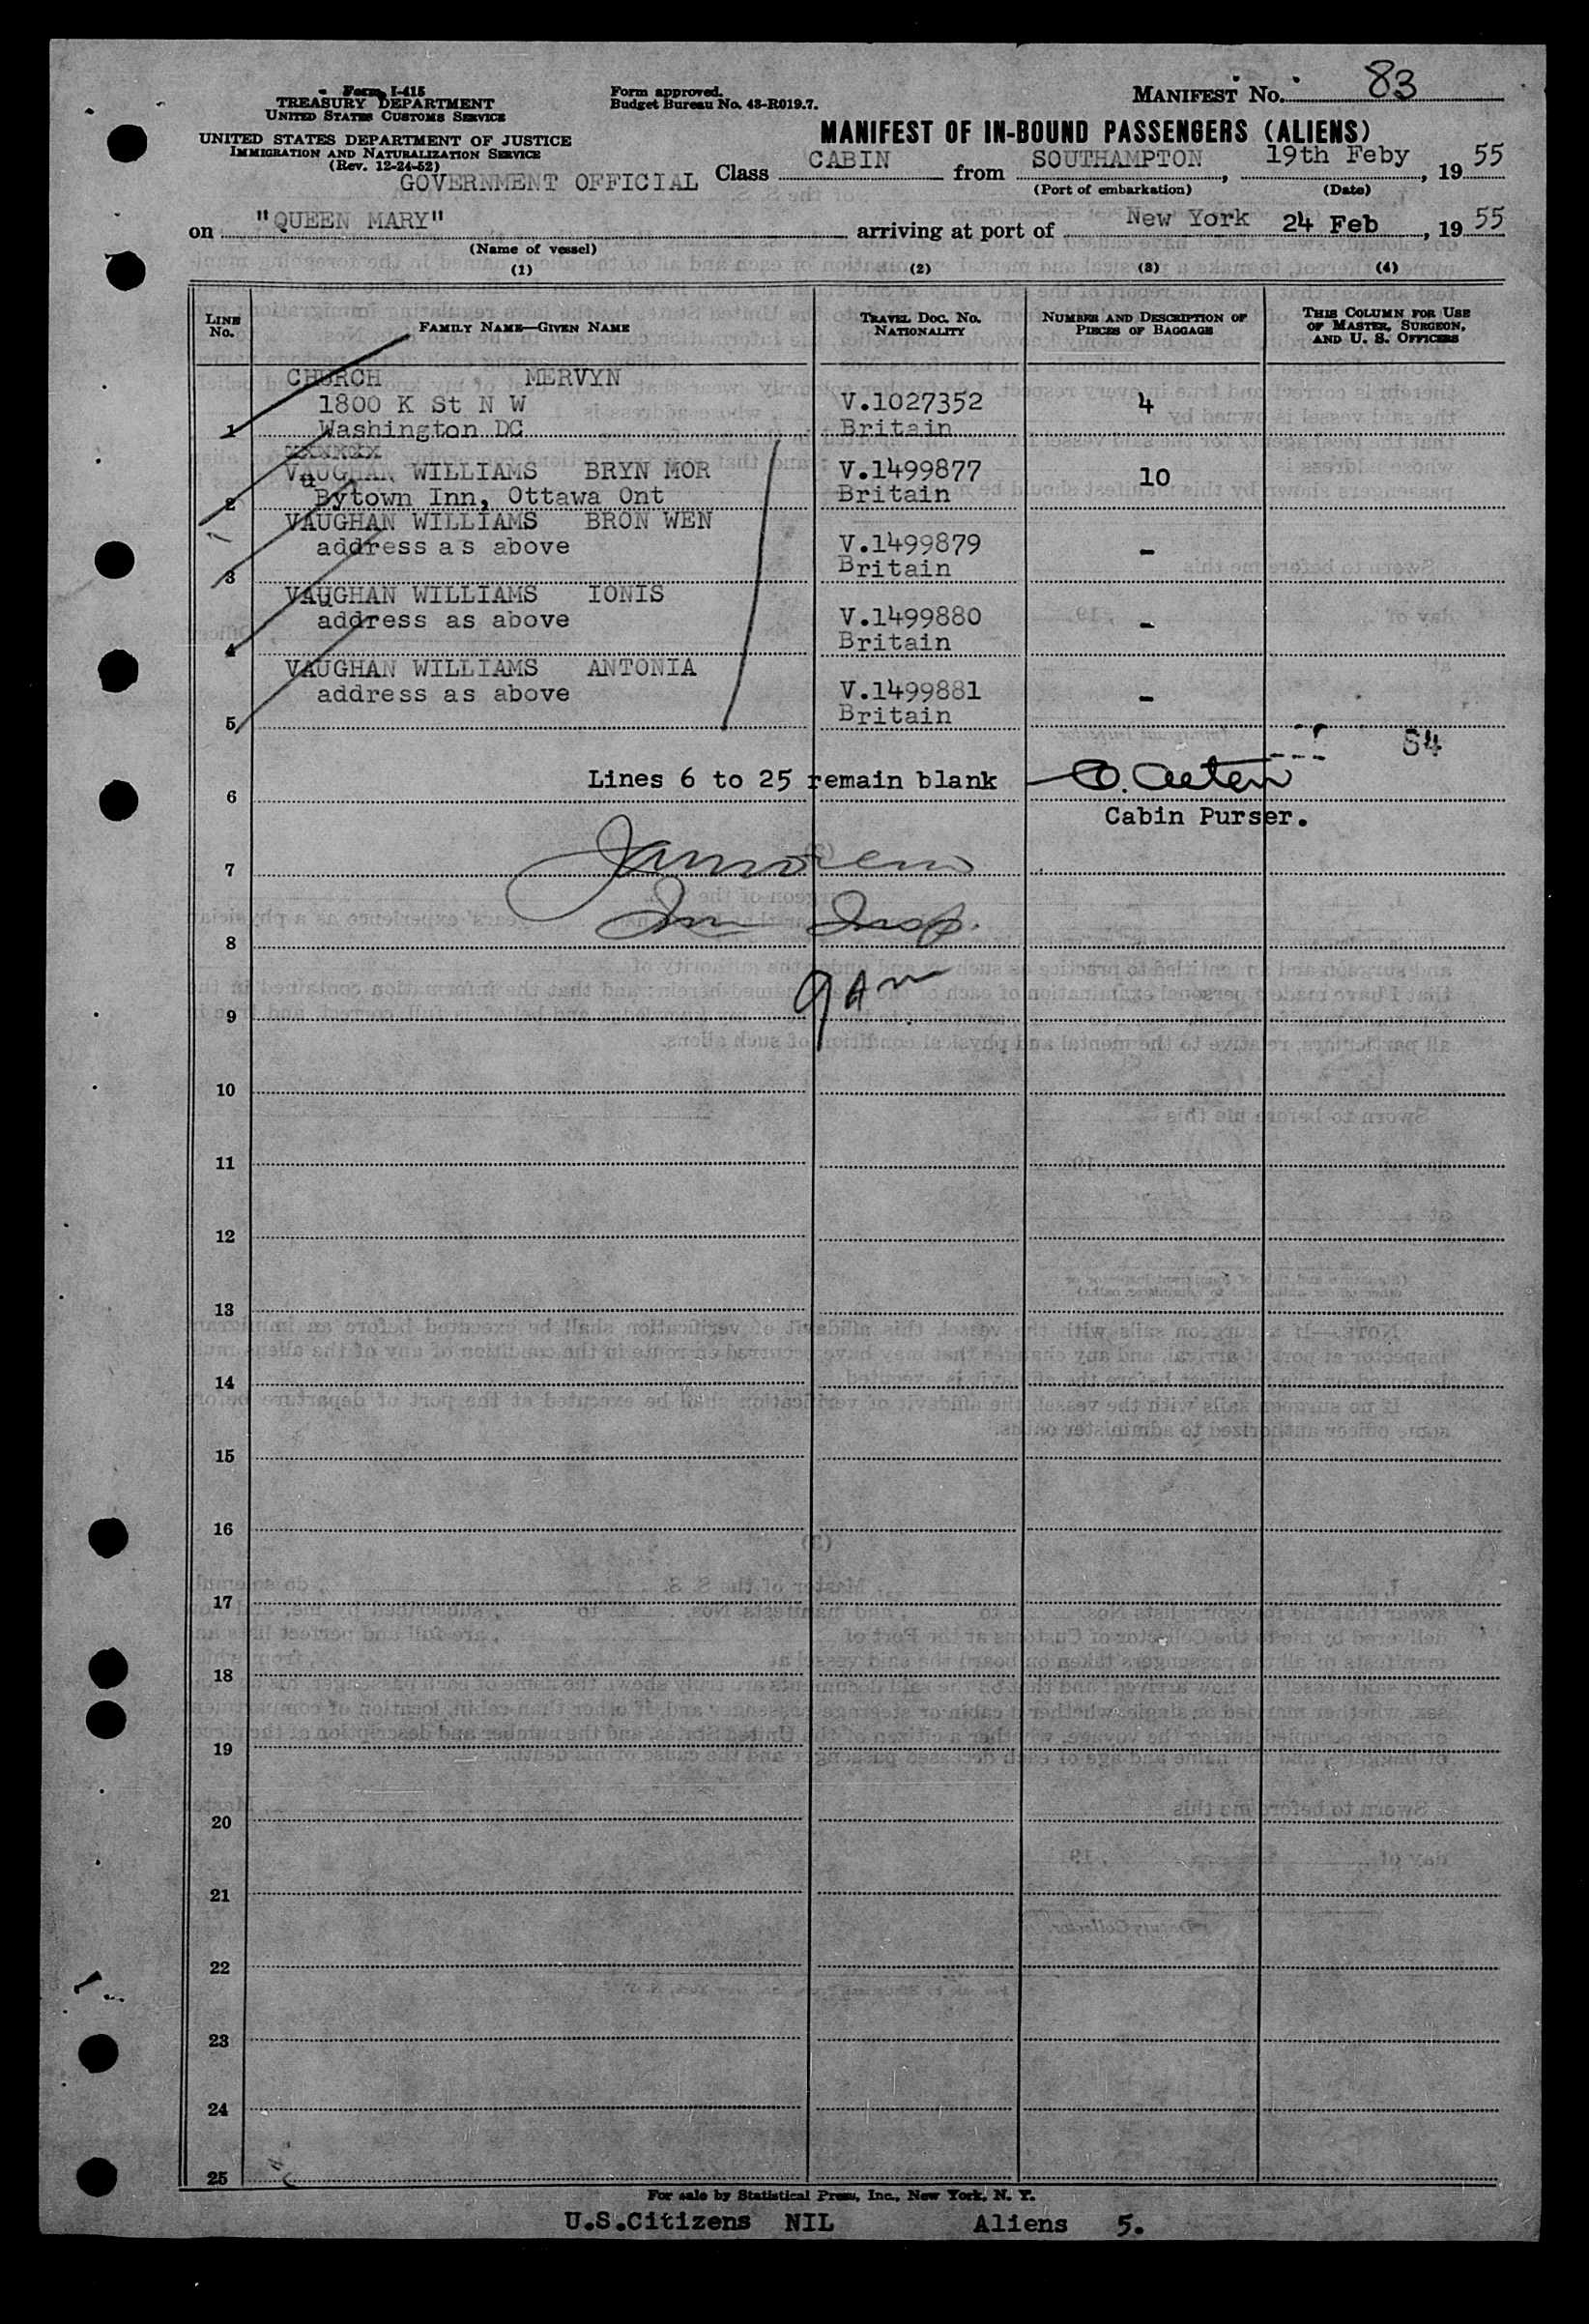 Form I-415
TREASURY DEPARTMENT
UNITED STATES CUSTOMS SERVICE
UNITED STATES DEPARTMENT OF JUSTICE
IMMIGRATION AND NATURALIZATION SERVICE
(Rev. 12-24-52)
Form approved.
Budget Bureau No. 43-R019.7.
MANIFEST NO. 83
MANIFEST OF IN-BOUND PASSENGERS (ALIENS)
GOVERNMENT OFFICIAL Class CABIN from SOUTHAMPTON, 19th Feby, 19 55
(Port of embarkation) (Date)
on "QUEEN MARY" arriving at port of New York 24 Feb, 19 55
(Name of vessel)
(1) (2) (3) (4)
LINE NO. FAMILY NAME—GIVEN NAME TRAVEL DOC. NO. NATIONALITY NUMBER AND DESCRIPTION OF PIECES OF BAGGAGE THIS COLUMN FOR USE OF MASTER, SURGEON, AND U. S. OFFICERS
CHURCH MERVYN
1800 K St N W V.1027352 4
1 Washington DC Britain
VAUGHAN WILLIAMS BRYN MOR V.1499877 10
2 Bytown Inn, Ottawa Ont Britain
VAUGHAN WILLIAMS BRON WEN
address as above V.1499879 -
3 Britain
VAUGHAN WILLIAMS IONIS
address as above V.1499880 -
4 Britain
VAUGHAN WILLIAMS ANTONIA
address as above V.1499881 -
5 Britain
S4
6 Lines 6 to 25 remain blank
Cabin Purser.
7
Im Insp.
8
9 AM
9
10
11
12
13
14
15
16
17
18
19
20
21
22
23
24
25
For sale by Statistical Press, Inc., New York, N. Y.
U.S.Citizens NIL Aliens 5.